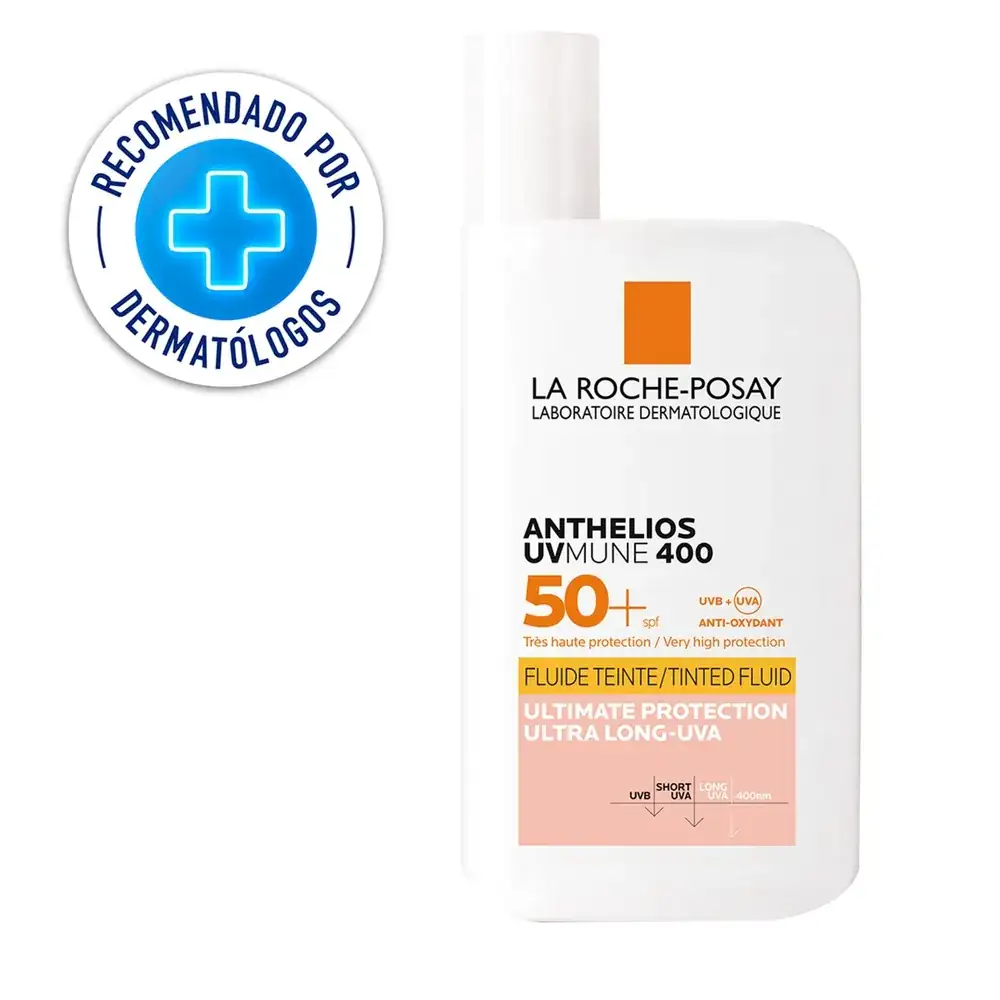 RECOMENDADO POR
DERMATÓLOGOS
LA ROCHE-POSAY
LABORATOIRE DERMATOLOGIQUE
ANTHELIOS
UVMUNE 400
50+ spf
UVB + UVA
ANTI-OXYDANT
Très haute protection / Very high protection
FLUIDE TEINTE/TINTED FLUID
ULTIMATE PROTECTION
ULTRA LONG-UVA
UVB
SHORT UVA
LONG UVA
400nm